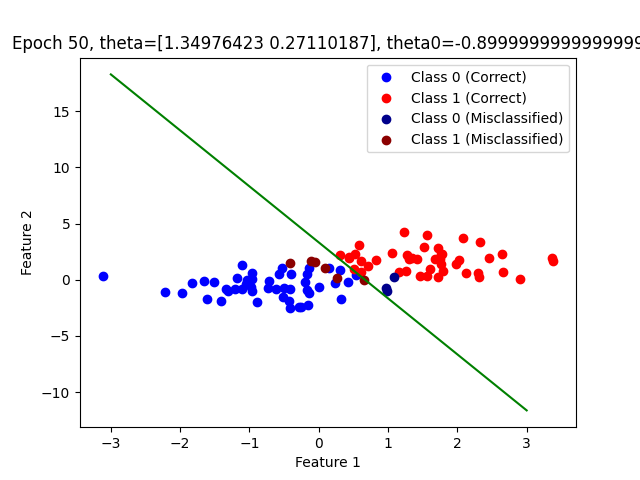 Epoch 50, theta=[1.34976423 0.27110187], theta0=-0.8999999999999999
Class 0 (Correct)
Class 1 (Correct)
Class 0 (Misclassified)
Class 1 (Misclassified)
15
10
5
0
−5
−10
Feature 2
−3 −2 −1 0 1 2 3
Feature 1